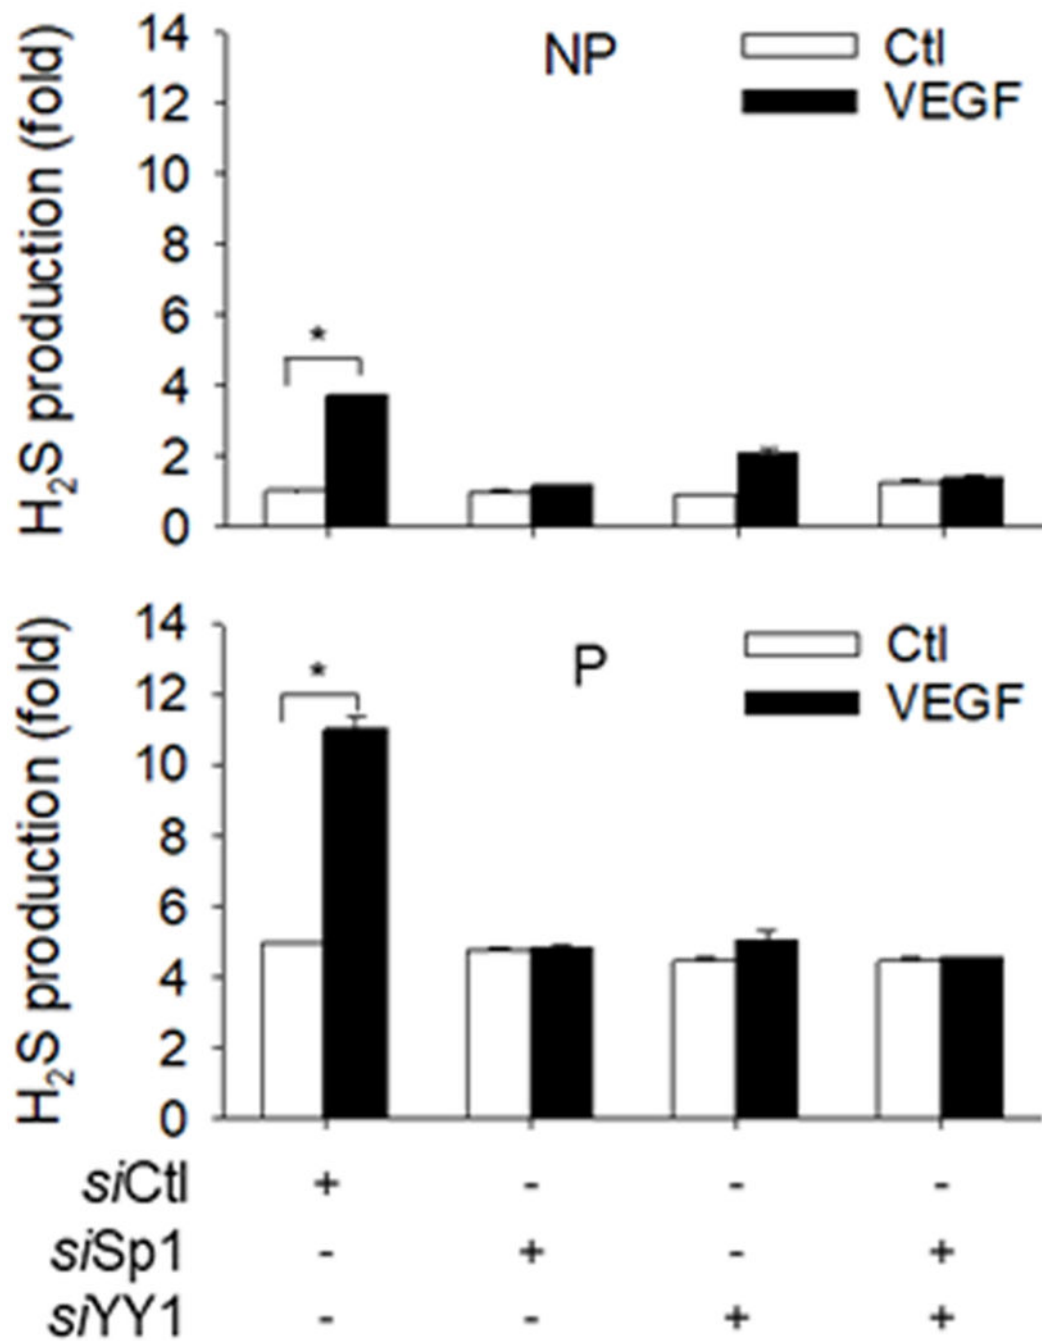 H₂S production (fold)
14
12
10
8
6
4
2
0
NP
Ctl
VEGF
*
H₂S production (fold)
14
12
10
8
6
4
2
0
P
Ctl
VEGF
*
siCtl + - - -
siSp1 - + - +
siYY1 - - + +